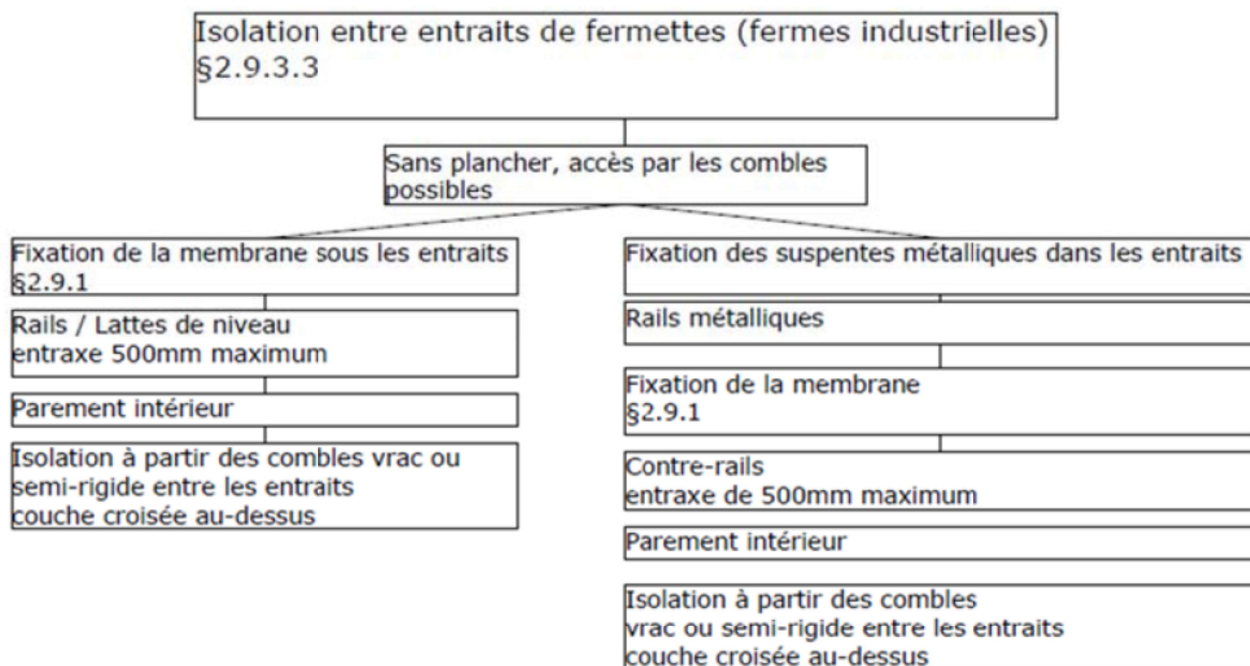 Isolation entre entraits de fermettes (fermes industrielles)
§2.9.3.3
Sans plancher, accès par les combles
possibles
Fixation de la membrane sous les entraits
§2.9.1
Rails / Lattes de niveau
entraxe 500mm maximum
Parement intérieur
Isolation à partir des combles vrac ou
semi-rigide entre les entraits
couche croisée au-dessus
Fixation des suspentes métalliques dans les entraits
Rails métalliques
Fixation de la membrane
§2.9.1
Contre-rails
entraxe de 500mm maximum
Parement intérieur
Isolation à partir des combles
vrac ou semi-rigide entre les entraits
couche croisée au-dessus